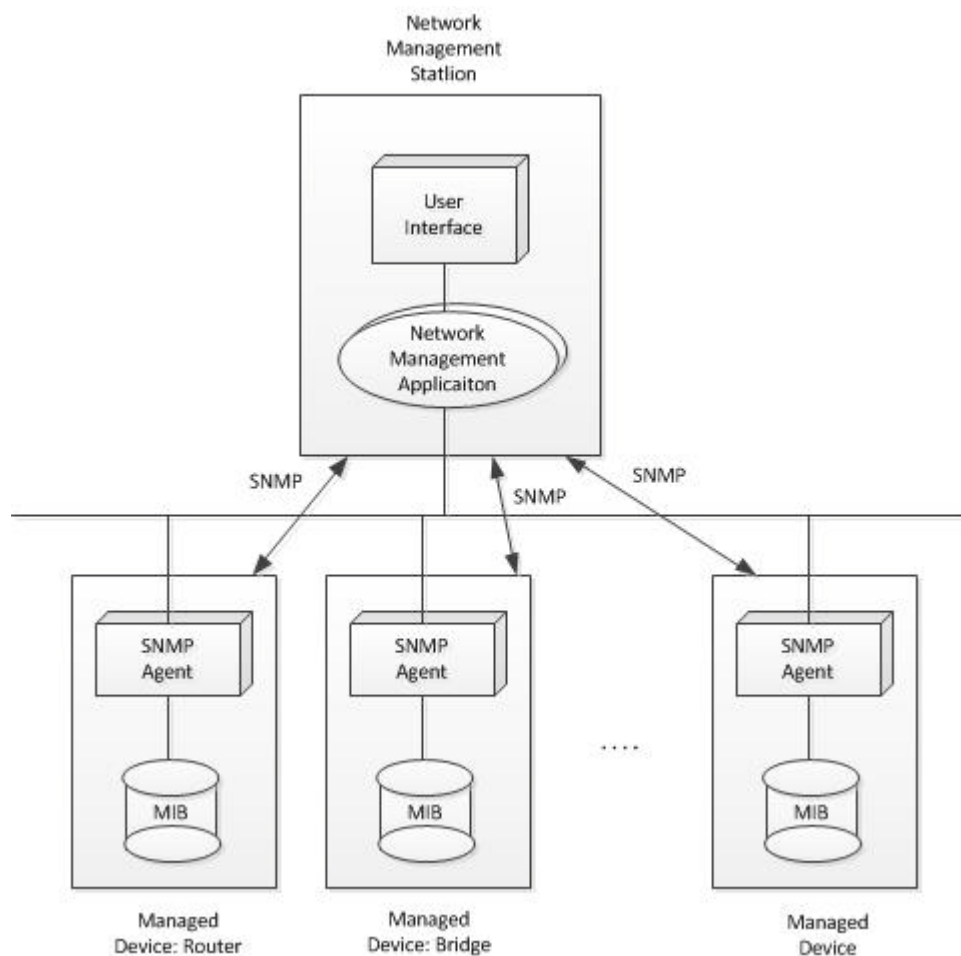 Network
Management
Statlion
User
Interface
Network
Management
Applicaiton
SNMP
SNMP
SNMP
SNMP
Agent
SNMP
Agent
SNMP
Agent
....
MIB
MIB
MIB
Managed
Device: Router
Managed
Device: Bridge
Managed
Device